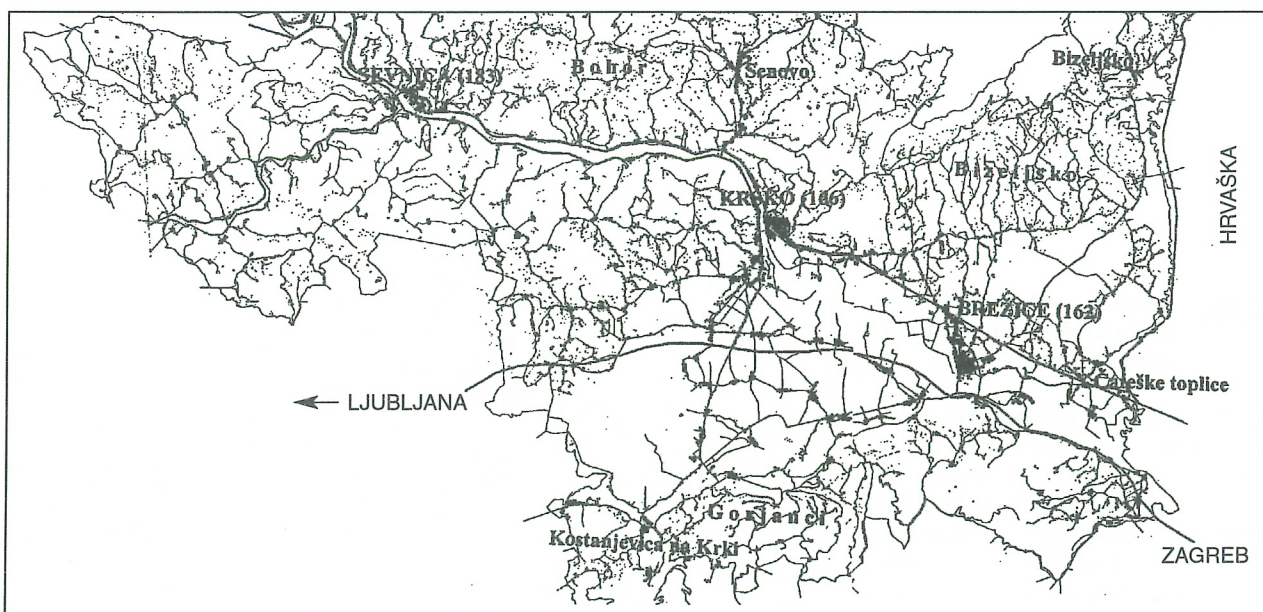 Bohor
Senovo
Bizeljsko
SEVNICA (183)
Bizeljsko
KRŠKO (166)
HRVAŠKA
BREŽICE (162)
Čateške toplice
LJUBLJANA
Gorjanci
Kostanjevica na Krki
ZAGREB